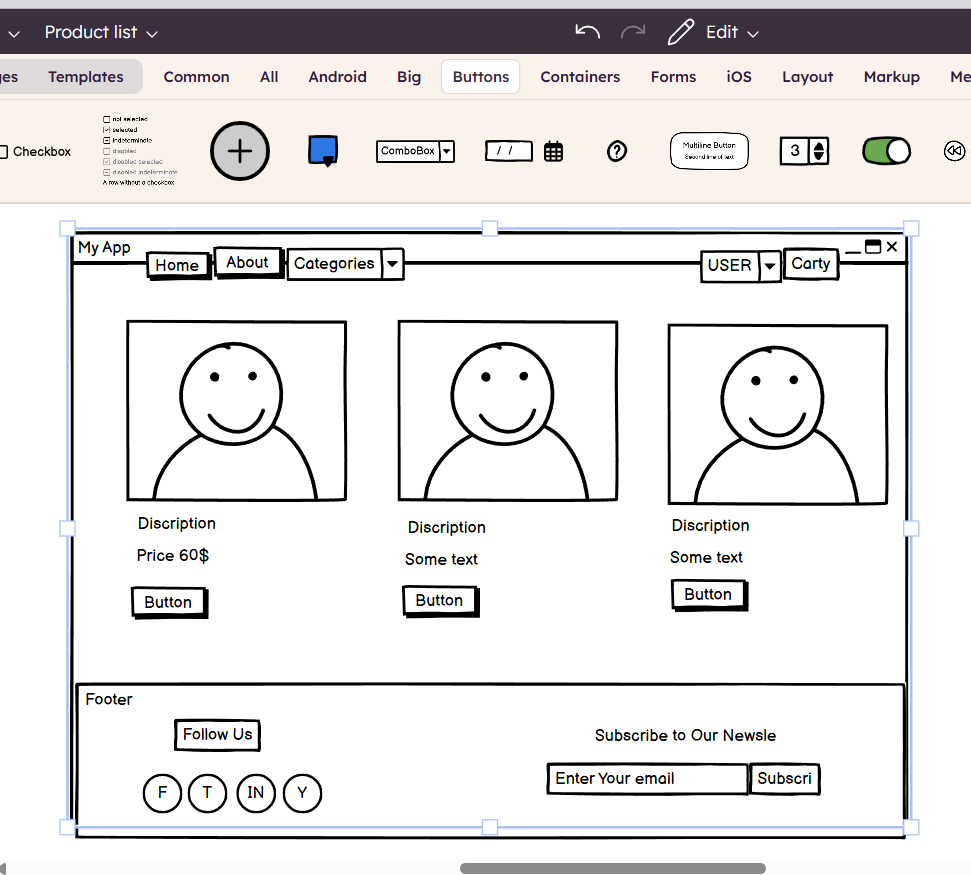 Product list
Edit
ges Templates Common All Android Big Buttons Containers Forms iOS Layout Markup Me
Checkbox
not selected
selected
indeterminate
disabled
disabled selected
disabled indeterminate
A row without a checkbox
ComboBox
/ /
?
Multiline Button
Second line of text
3
My App
Home About Categories USER Carty
Discription Discription Discription
Price 60$ Some text Some text
Button Button Button
Footer
Follow Us
Subscribe to Our Newsle
F T IN Y
Enter Your email Subscri